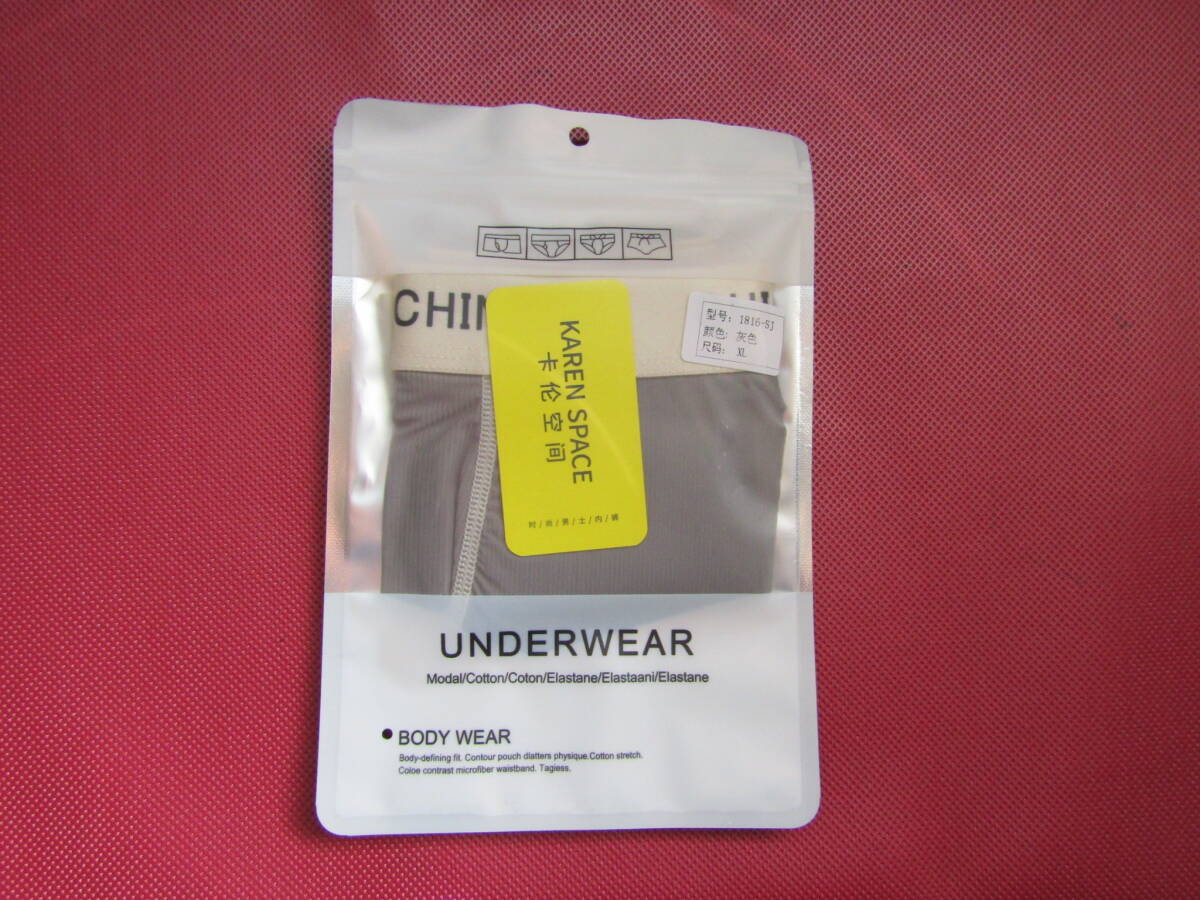 CHIN
型号: 1816-SJ
颜色: 灰色
尺码: XL
KAREN SPACE
卡伦空间
时/尚/男/士/内/裤
UNDERWEAR
Modal/Cotton/Coton/Elastane/Elastaani/Elastane
BODY WEAR
Body-defining fit. Contour pouch dlatters physique.Cotton stretch.
Coloe contrast microfiber waistband. Tagiess.